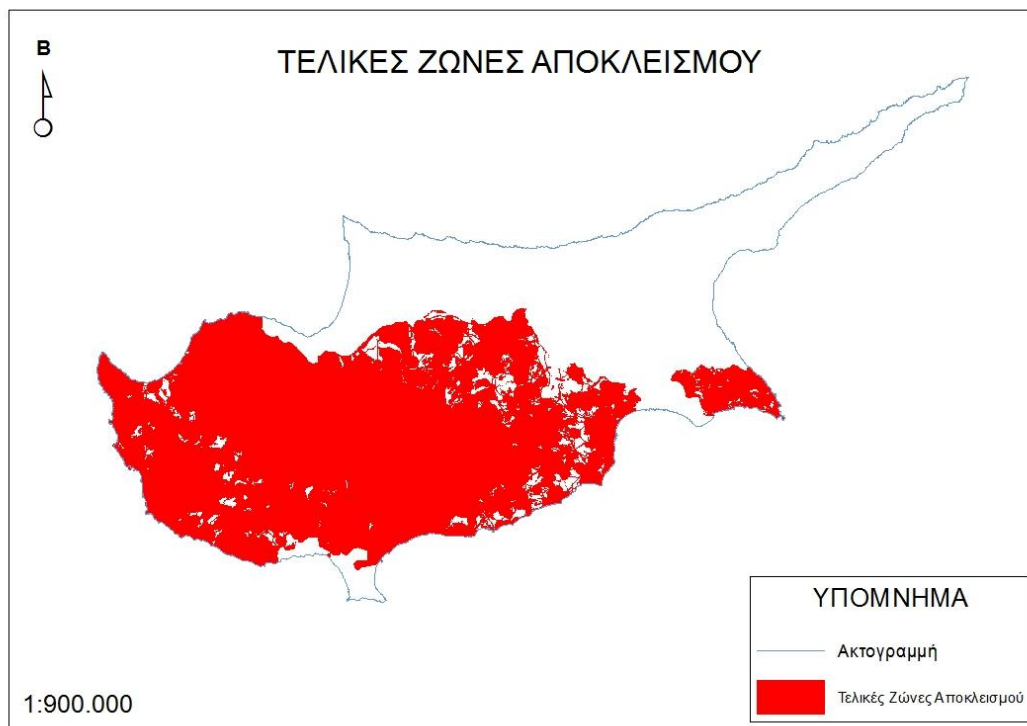 Β
ΤΕΛΙΚΕΣ ΖΩΝΕΣ ΑΠΟΚΛΕΙΣΜΟΥ
ΥΠΟΜΝΗΜΑ
Ακτογραμμή
Τελικές Ζώνες Αποκλεισμού
1:900.000